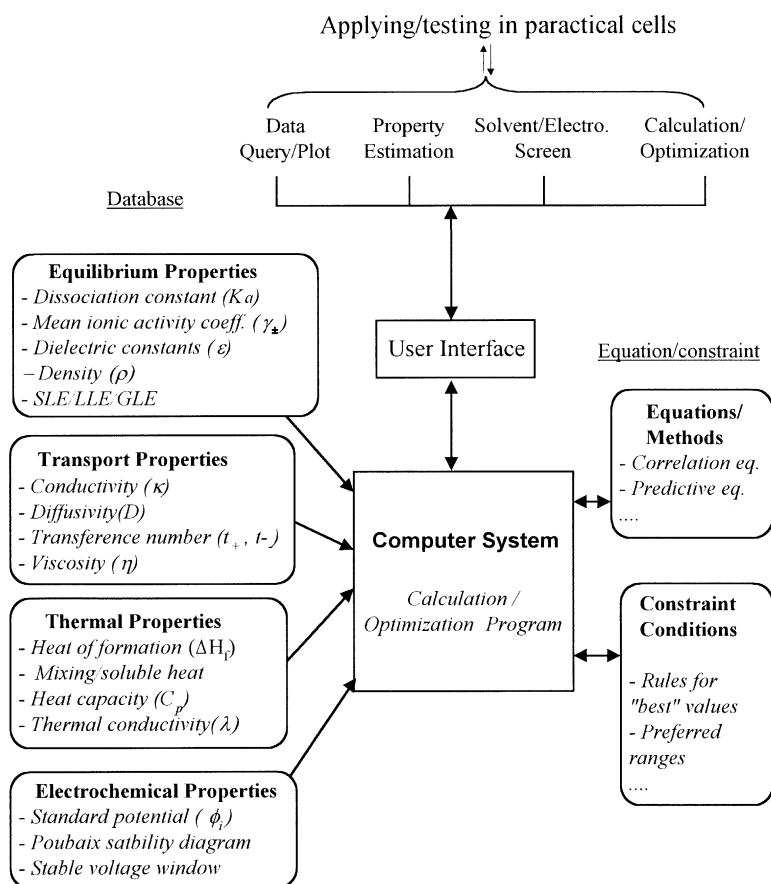 Applying/testing in paractical cells
Data
Query/Plot
Property
Estimation
Solvent/Electro.
Screen
Calculation/
Optimization
Database
Equilibrium Properties
- Dissociation constant (Ka)
- Mean ionic activity coeff. (γ±)
- Dielectric constants (ε)
– Density (ρ)
- SLE/LLE/GLE
Transport Properties
- Conductivity (κ)
- Diffusivity(D)
- Transference number (t+, t-)
- Viscosity (η)
Thermal Properties
- Heat of formation (ΔHf)
- Mixing/soluble heat
- Heat capacity (Cp)
- Thermal conductivity(λ)
Electrochemical Properties
- Standard potential ( ϕi)
- Poubaix satbility diagram
- Stable voltage window
User Interface
Computer System
Calculation /
Optimization Program
Equation/constraint
Equations/
Methods
- Correlation eq.
- Predictive eq.
....
Constraint
Conditions
- Rules for
"best" values
- Preferred
ranges
....